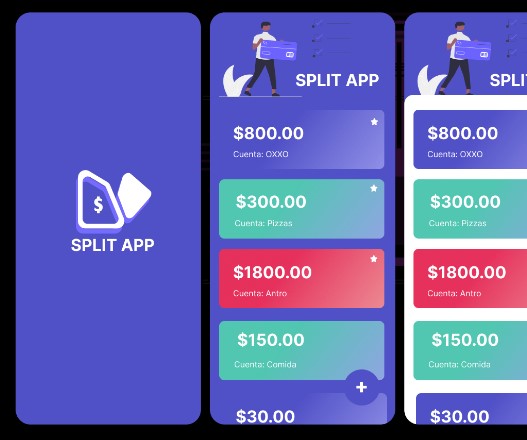 $
SPLIT APP
SPLIT APP
$800.00
Cuenta: OXXO
$300.00
Cuenta: Pizzas
$1800.00
Cuenta: Antro
$150.00
Cuenta: Comida
+
$30.00
SPLIT
$800.00
Cuenta: OXXO
$300.00
Cuenta: Pizzas
$1800.00
Cuenta: Antro
$150.00
Cuenta: Comida
$30.00